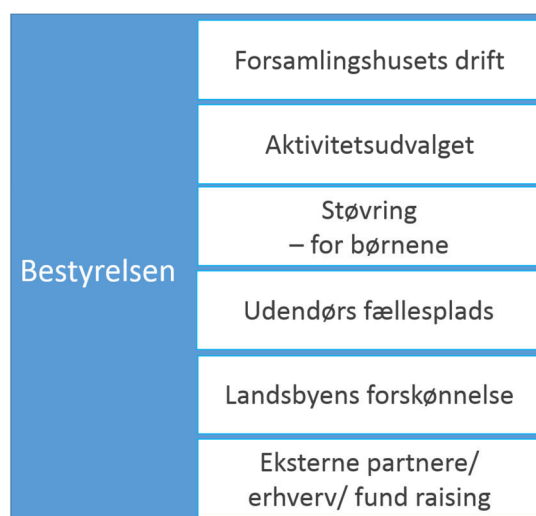 Bestyrelsen
Forsamlingshusets drift
Aktivitetsudvalget
Støvring
– for børnene
Udendørs fællesplads
Landsbyens forskønnelse
Eksterne partnere/
erhverv/ fund raising